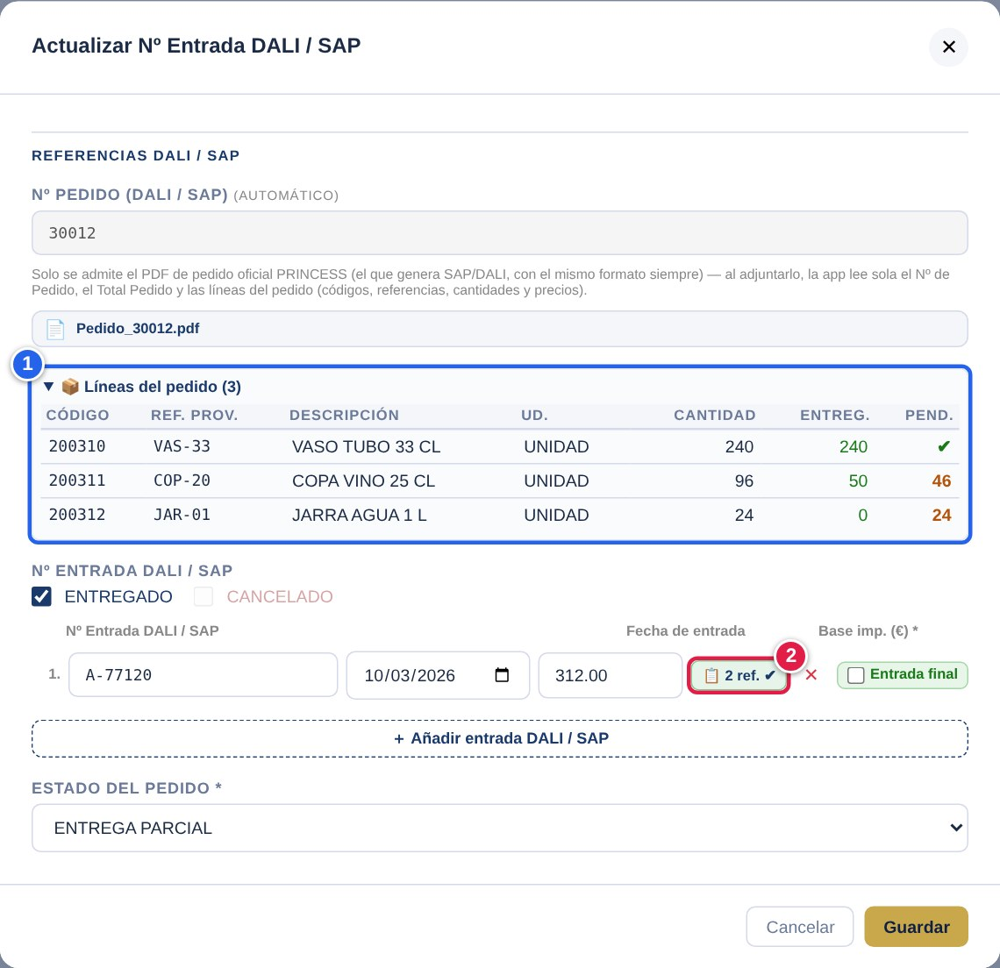 Actualizar Nº Entrada DALI / SAP
✕
REFERENCIAS DALI / SAP
Nº PEDIDO (DALI / SAP) (AUTOMÁTICO)
30012
Solo se admite el PDF de pedido oficial PRINCESS (el que genera SAP/DALI, con el mismo formato siempre) — al adjuntarlo, la app lee sola el Nº de
Pedido, el Total Pedido y las líneas del pedido (códigos, referencias, cantidades y precios).
Pedido_30012.pdf
1
Líneas del pedido (3)
CÓDIGO REF. PROV. DESCRIPCIÓN UD. CANTIDAD ENTREG. PEND.
200310 VAS-33 VASO TUBO 33 CL UNIDAD 240 240 ✔
200311 COP-20 COPA VINO 25 CL UNIDAD 96 50 46
200312 JAR-01 JARRA AGUA 1 L UNIDAD 24 0 24
Nº ENTRADA DALI / SAP
ENTREGADO CANCELADO
Nº Entrada DALI / SAP Fecha de entrada Base imp. (€) *
2
1. A-77120 10/03/2026 312.00 2 ref. ✔ ✕ Entrada final
+ Añadir entrada DALI / SAP
ESTADO DEL PEDIDO *
ENTREGA PARCIAL
Cancelar Guardar